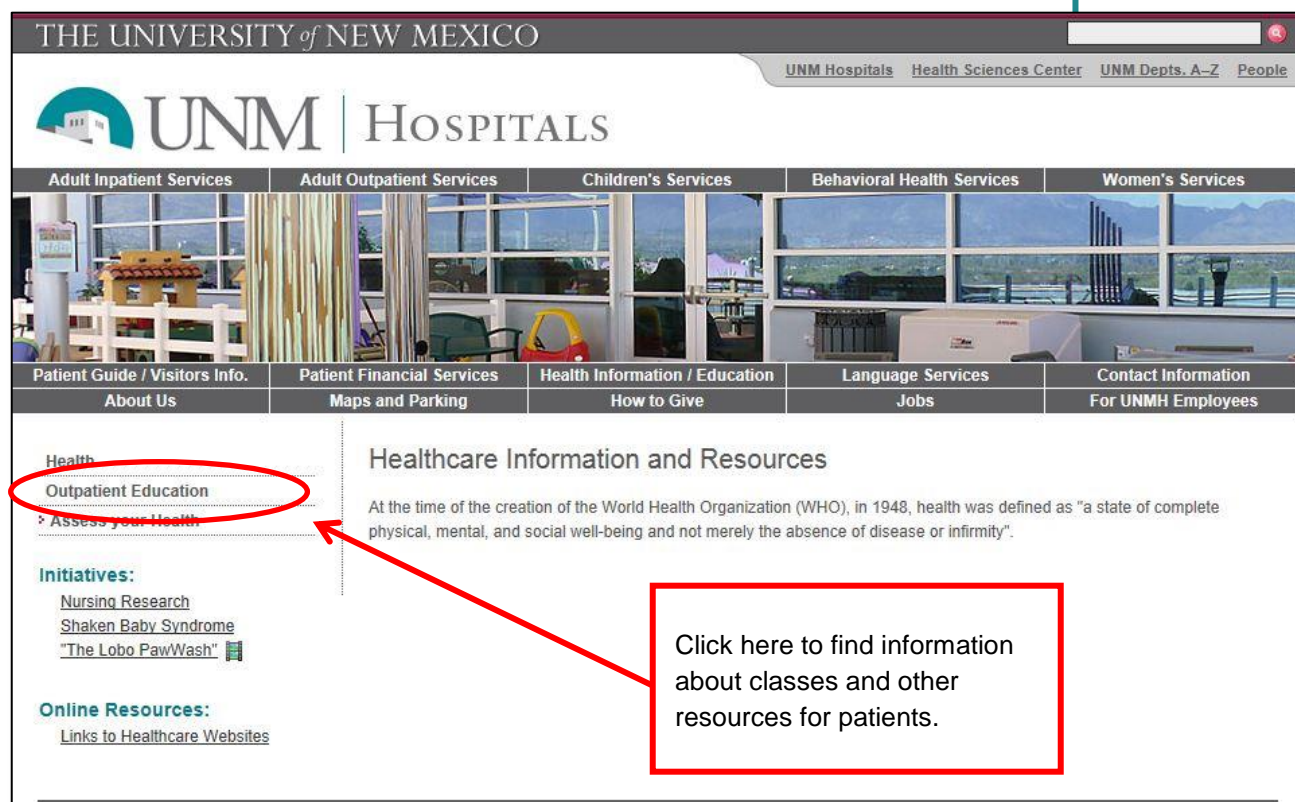 THE UNIVERSITY of NEW MEXICO
UNM Hospitals Health Sciences Center UNM Depts. A–Z People
UNM HOSPITALS
Adult Inpatient Services Adult Outpatient Services Children's Services Behavioral Health Services Women's Services
Patient Guide / Visitors Info. Patient Financial Services Health Information / Education Language Services Contact Information
About Us Maps and Parking How to Give Jobs For UNMH Employees
Health
Outpatient Education
Assess your Health
Initiatives:
Nursing Research
Shaken Baby Syndrome
"The Lobo PawWash"
Online Resources:
Links to Healthcare Websites
Healthcare Information and Resources
At the time of the creation of the World Health Organization (WHO), in 1948, health was defined as "a state of complete
physical, mental, and social well-being and not merely the absence of disease or infirmity".
Click here to find information
about classes and other
resources for patients.